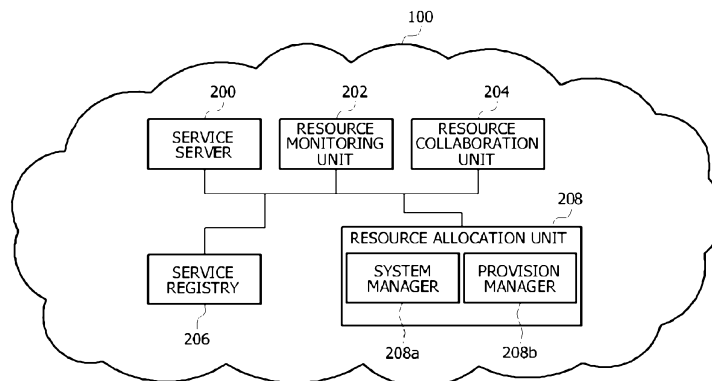 100
200
202
204
SERVICE
SERVER
RESOURCE
MONITORING
UNIT
RESOURCE
COLLABORATION
UNIT
208
SERVICE
REGISTRY
RESOURCE ALLOCATION UNIT
SYSTEM
MANAGER
PROVISION
MANAGER
206
208a
208b